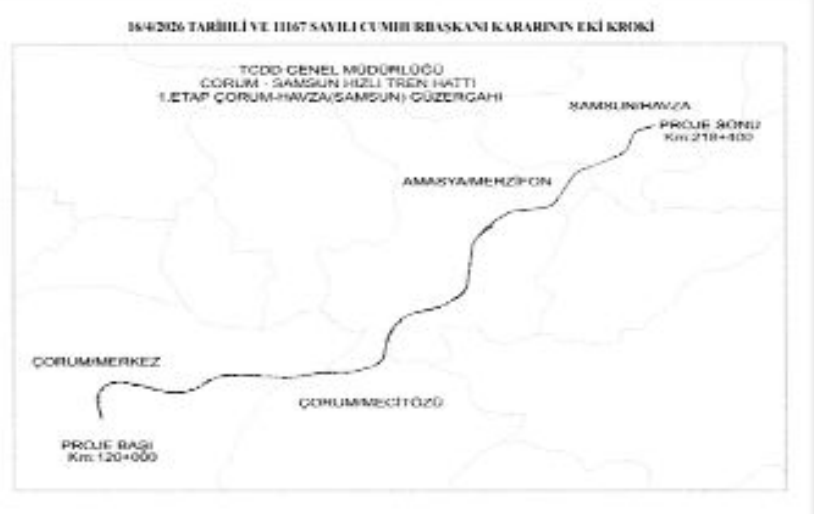 16/4/2026 TARİHLİ VE 11167 SAYILI CUMHURBAŞKANI KARARININ EKİ KROKİ
TCDD GENEL MÜDÜRLÜĞÜ
ÇORUM - SAMSUN HIZLI TREN HATTI
1.ETAP ÇORUM-HAVZA(SAMSUN) GÜZERGAHI
SAMSUN/HAVZA
PROJE SONU
Km:218+400
AMASYA/MERZİFON
ÇORUM/MERKEZ
ÇORUM/MECİTÖZÜ
PROJE BAŞI
Km:120+000